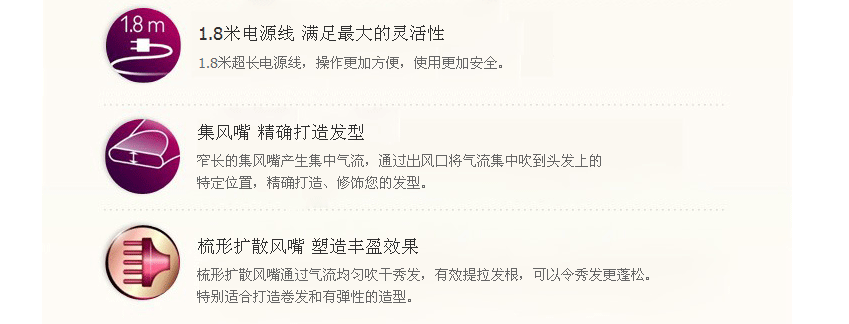 1.8 m
1.8米电源线 满足最大的灵活性
1.8米超长电源线，操作更加方便，使用更加安全。
集风嘴 精确打造发型
窄长的集风嘴产生集中气流，通过出风口将气流集中吹到头发上的
特定位置，精确打造、修饰您的发型。
梳形扩散风嘴 塑造丰盈效果
梳形扩散风嘴通过气流均匀吹干秀发，有效提拉发根，可以令秀发更蓬松。
特别适合打造卷发和有弹性的造型。